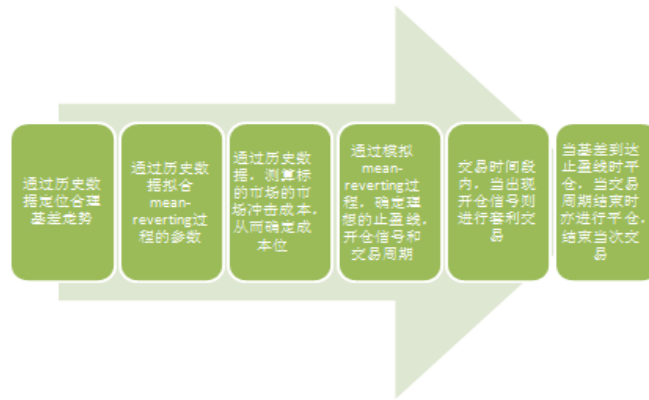 通过历史数
据定位合理
基差走势
通过历史数
据拟合
mean-
reverting过
程的参数
通过历史数
据，测算标
的市场的市
场冲击成本，
从而确定成
本位
通过模拟
mean-
reverting过
程，确定理
想的止盈线，
开仓信号和
交易周期
交易时间段
内，当出现
开仓信号则
进行套利交
易
当基差到达
止盈线时平
仓，当交易
周期结束时
亦进行平仓，
结束当次交
易